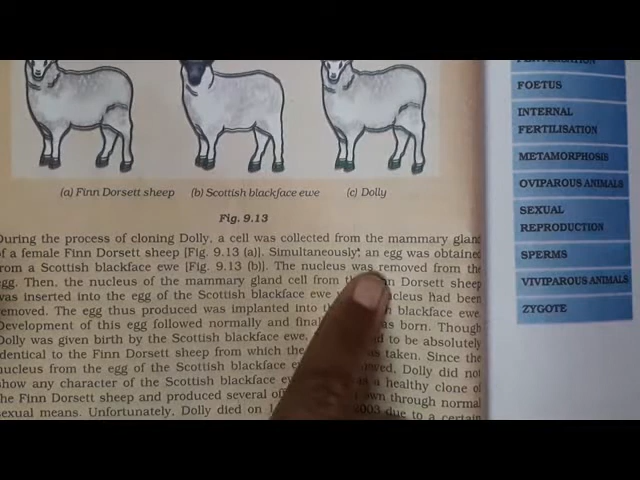 (a) Finn Dorsett sheep (b) Scottish blackface ewe (c) Dolly
Fig. 9.13
During the process of cloning Dolly, a cell was collected from the mammary gland
of a female Finn Dorsett sheep [Fig. 9.13 (a)]. Simultaneously, an egg was obtained
from a Scottish blackface ewe [Fig. 9.13 (b)]. The nucleus was removed from the
egg. Then, the nucleus of the mammary gland cell from the Dorsett sheep
was inserted into the egg of the Scottish blackface ewe had been
removed. The egg thus produced was implanted into blackface ewe.
Development of this egg followed normally and was born. Though
Dolly was given birth by the Scottish blackface ewe, to be absolutely
identical to the Finn Dorsett sheep from which the taken. Since the
nucleus from the egg of the Scottish blackface Dolly did not
show any character of the Scottish blackface a healthy clone of
the Finn Dorsett sheep and produced several through normal
sexual means. Unfortunately, Dolly died on 2003 due to a certain
FERTILISATION
FOETUS
INTERNAL
FERTILISATION
METAMORPHOSIS
OVIPAROUS ANIMALS
SEXUAL
REPRODUCTION
SPERMS
VIVIPAROUS ANIMALS
ZYGOTE